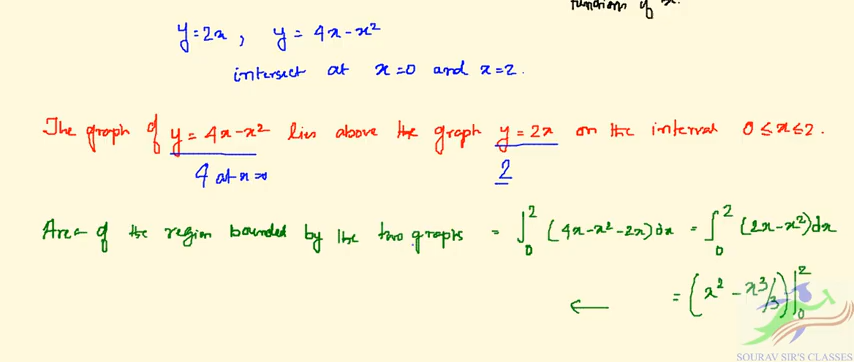 function of x.
y=2x, y = 4x-x²
intersect at x=0 and x=2.
The graph of y = 4x-x² lies above the graph y = 2x on the interval 0≤x≤2.
4 at x=0 2
Area of the region bounded by the two graphs = ∫₀² (4x-x²-2x)dx = ∫₀² (2x-x²)dx
← = (x² - x³/3)|₀²
SOURAV SIR'S CLASSES